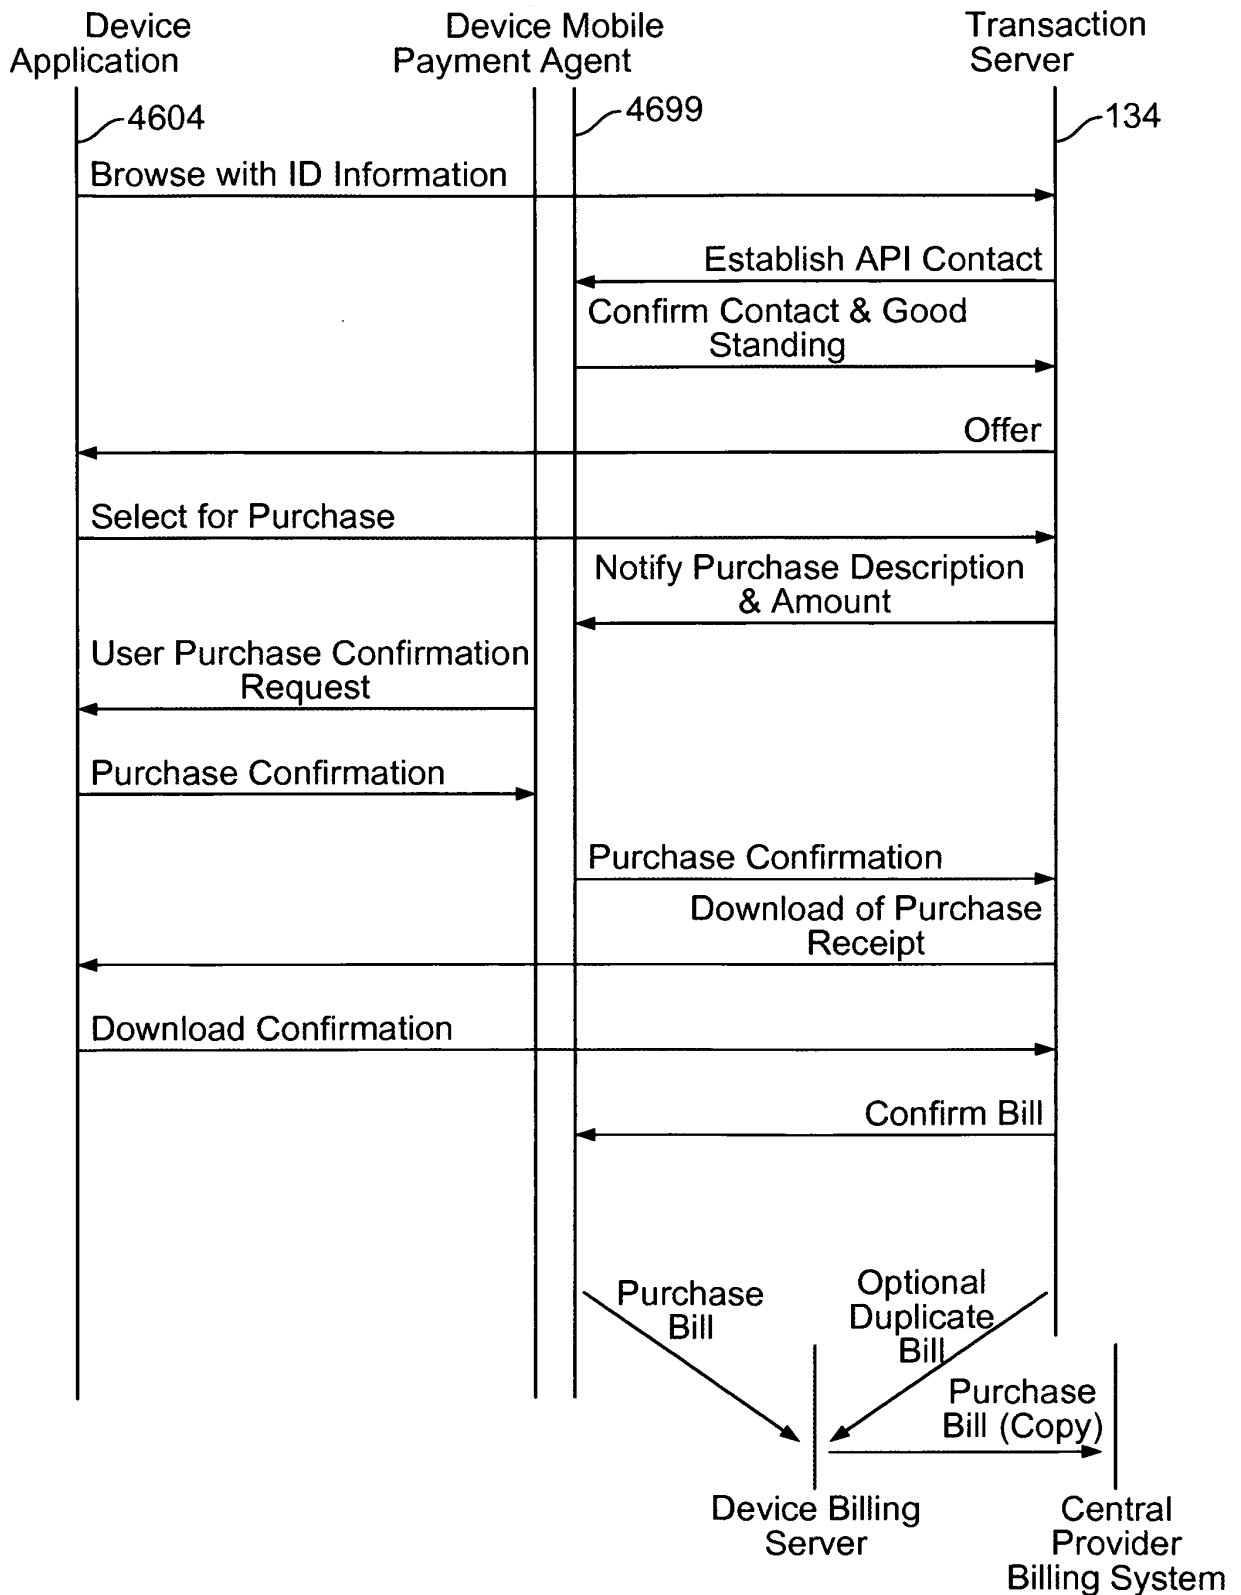 Device
Application
Device Mobile
Payment Agent
Transaction
Server
4604
4699
134
Browse with ID Information
Establish API Contact
Confirm Contact & Good
Standing
Offer
Select for Purchase
Notify Purchase Description
& Amount
User Purchase Confirmation
Request
Purchase Confirmation
Purchase Confirmation
Download of Purchase
Receipt
Download Confirmation
Confirm Bill
Purchase
Bill
Optional
Duplicate
Bill
Purchase
Bill (Copy)
Device Billing
Server
Central
Provider
Billing System